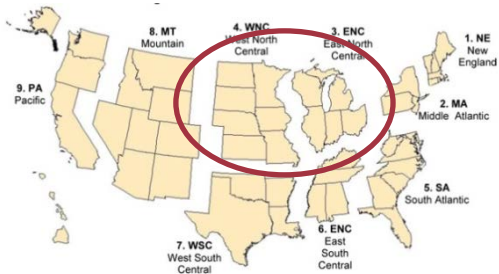 8. MT
Mountain
4. WNC
West North
Central
3. ENC
East North
Central
1. NE
New
England
9. PA
Pacific
2. MA
Middle Atlantic
5. SA
South Atlantic
6. ENC
East
South
Central
7. WSC
West South
Central